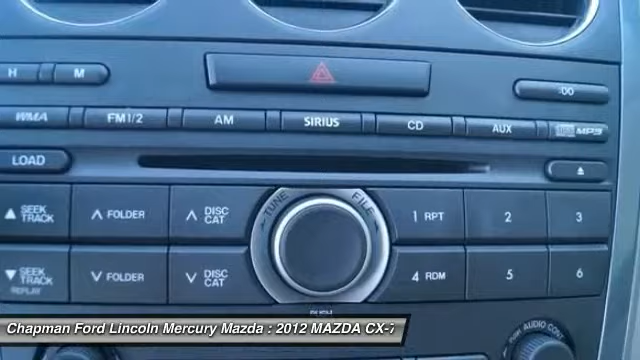 H M :00
WMA FM1/2 AM SIRIUS CD AUX MP3
LOAD
SEEK TRACK FOLDER DISC CAT TUNE FILE 1 RPT 2 3
SEEK TRACK FOLDER DISC CAT 4 RDM 5 6
REPLAY
PUSH
AUDIO CON
Chapman Ford Lincoln Mercury Mazda : 2012 MAZDA CX-7